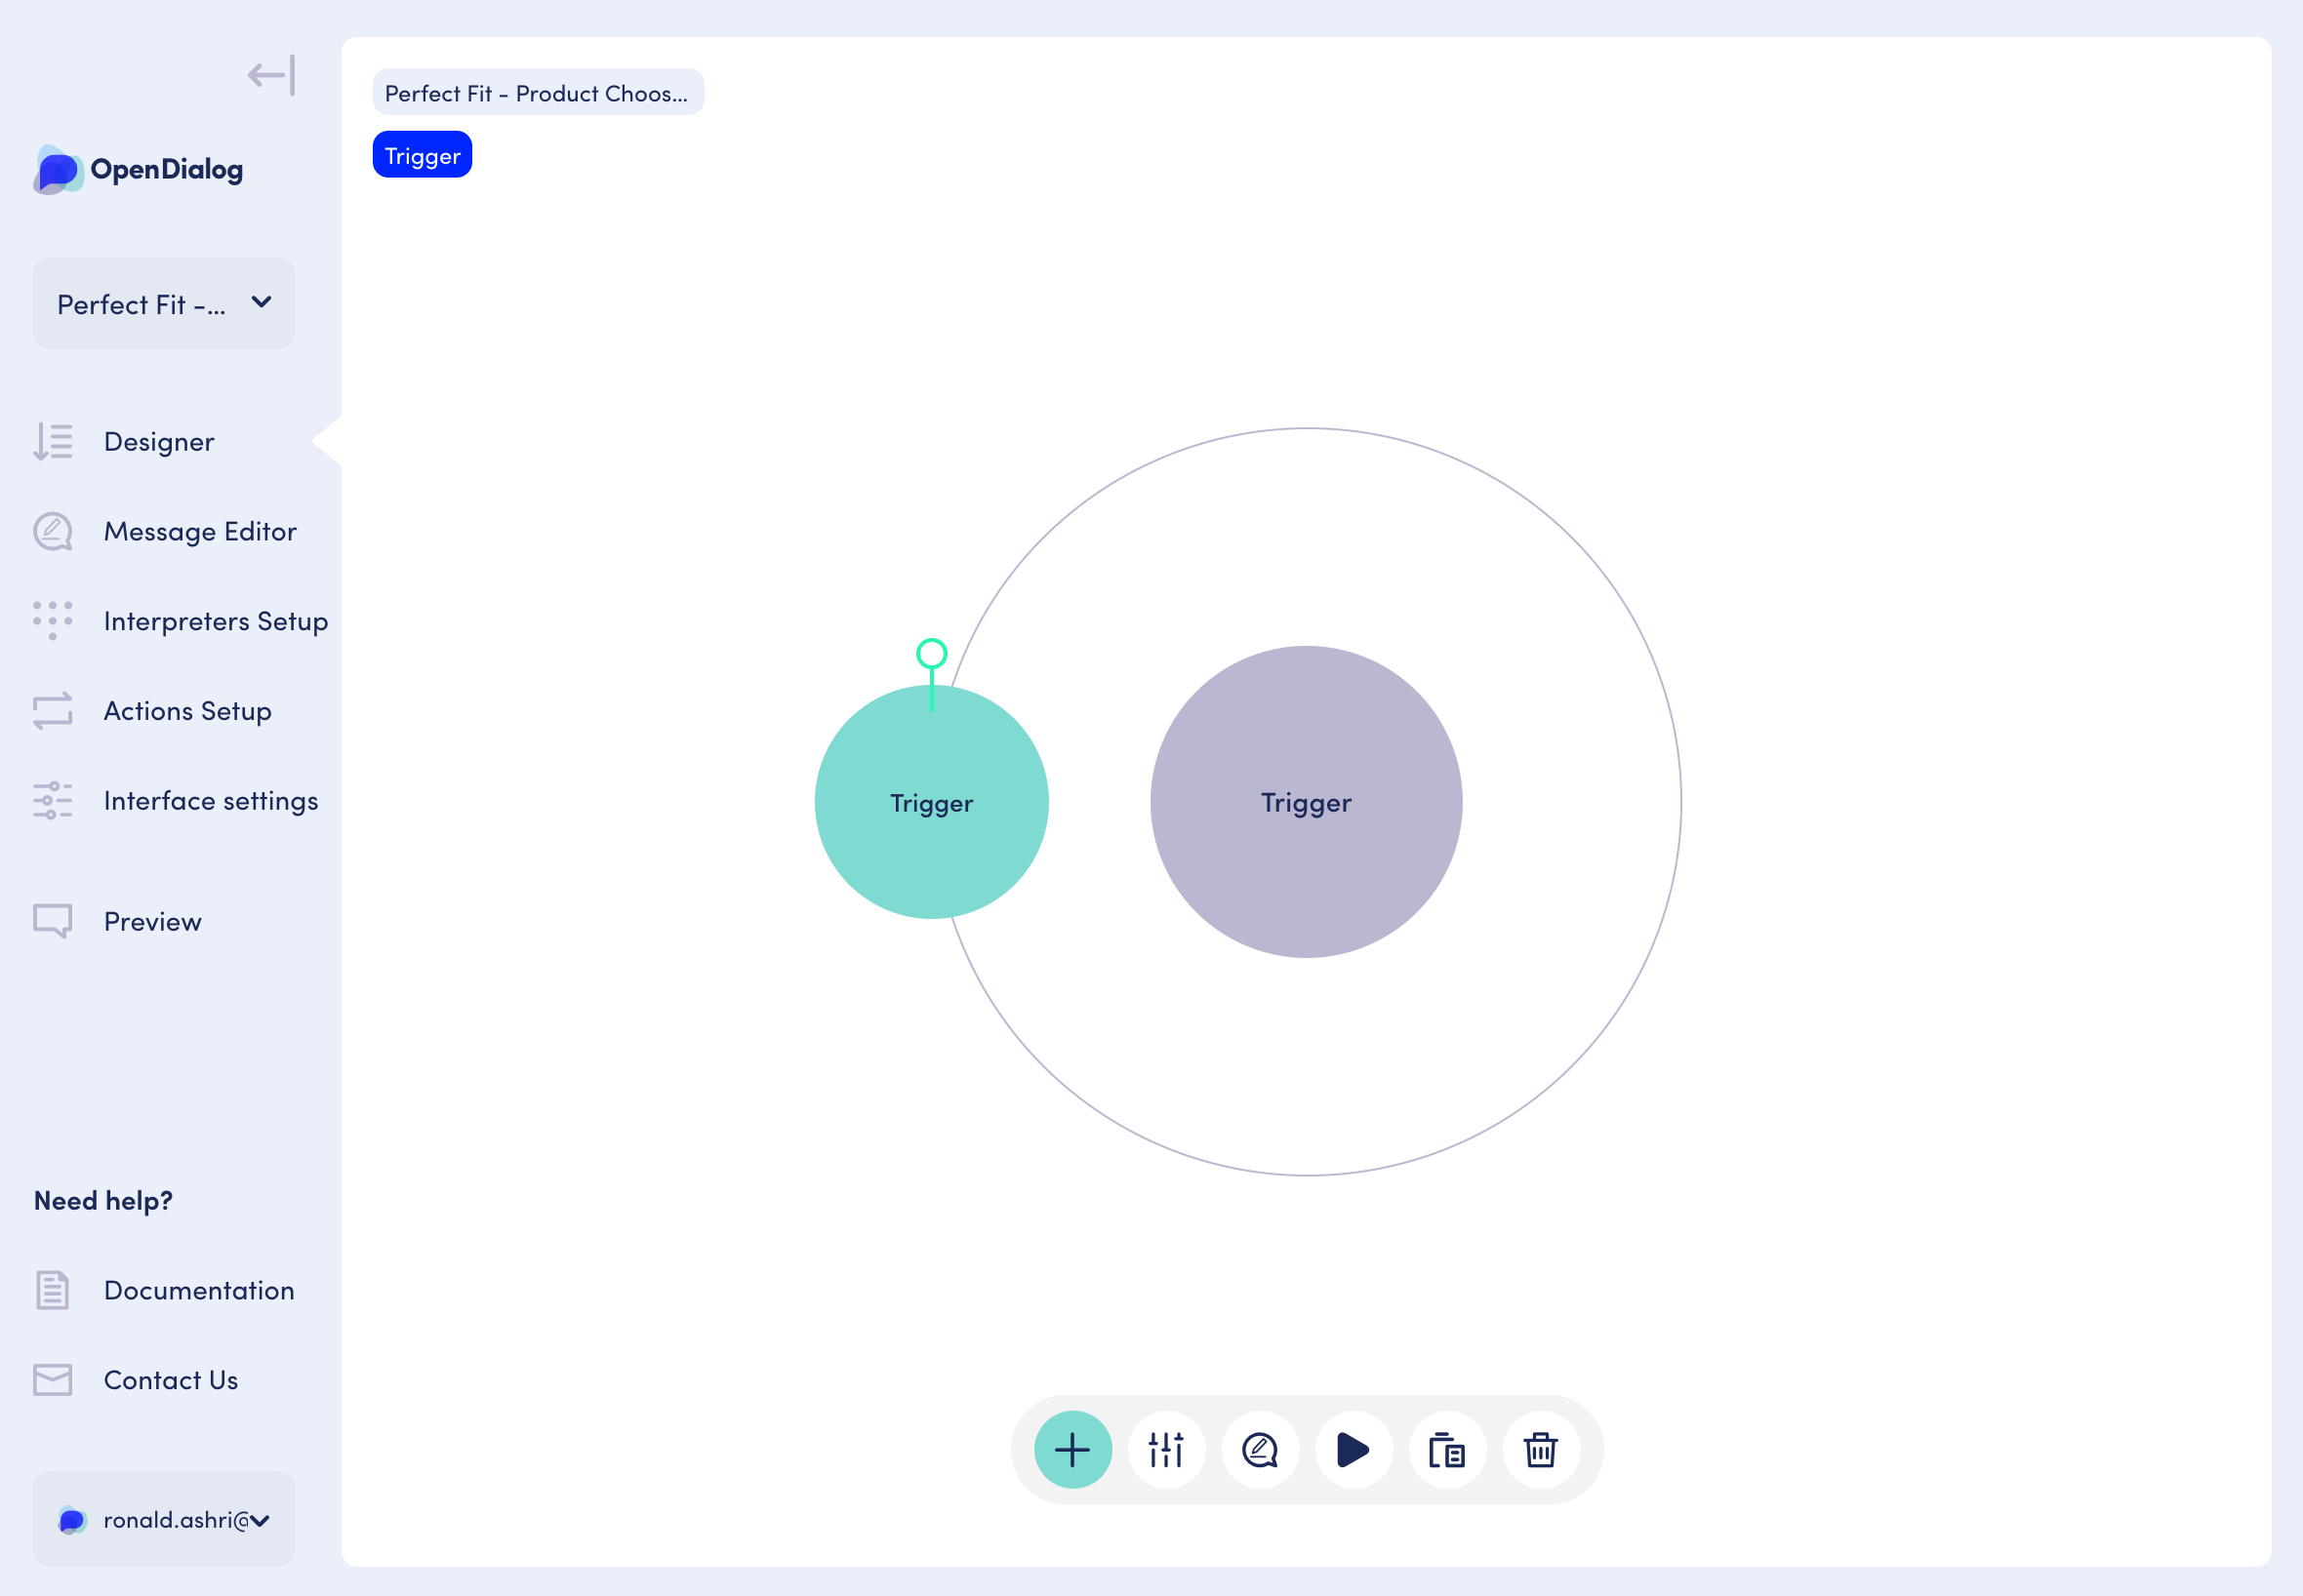 OpenDialog
Perfect Fit -...
Designer
Message Editor
Interpreters Setup
Actions Setup
Interface settings
Preview
Need help?
Documentation
Contact Us
ronald.ashri@
Perfect Fit - Product Choos...
Trigger
Trigger
Trigger